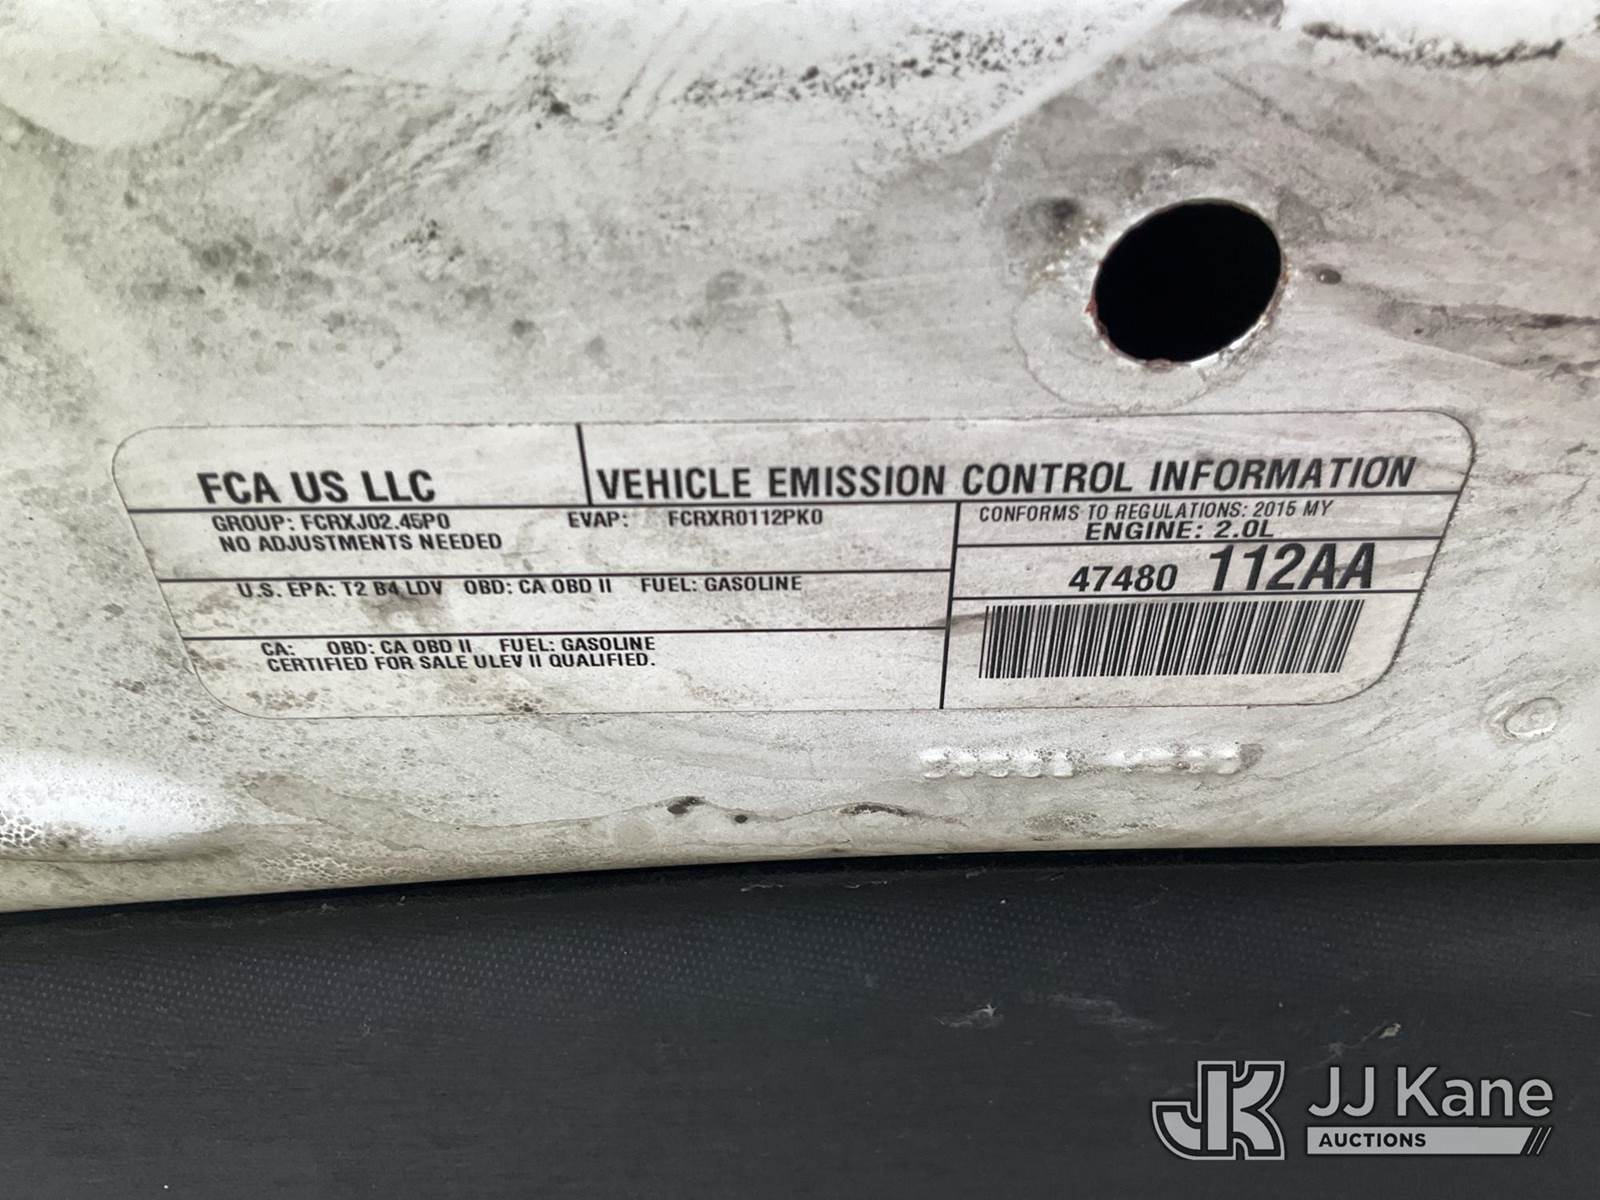 FCA US LLC
VEHICLE EMISSION CONTROL INFORMATION
GROUP: FCRXJ02.45P0 EVAP: FCRXR0112PK0
NO ADJUSTMENTS NEEDED
CONFORMS TO REGULATIONS: 2015 MY
ENGINE: 2.0L
47480 112AA
U.S. EPA: T2 B4 LDV OBD: CA OBD II FUEL: GASOLINE
CA: OBD: CA OBD II FUEL: GASOLINE
CERTIFIED FOR SALE ULEV II QUALIFIED.
JK
JJ Kane
AUCTIONS